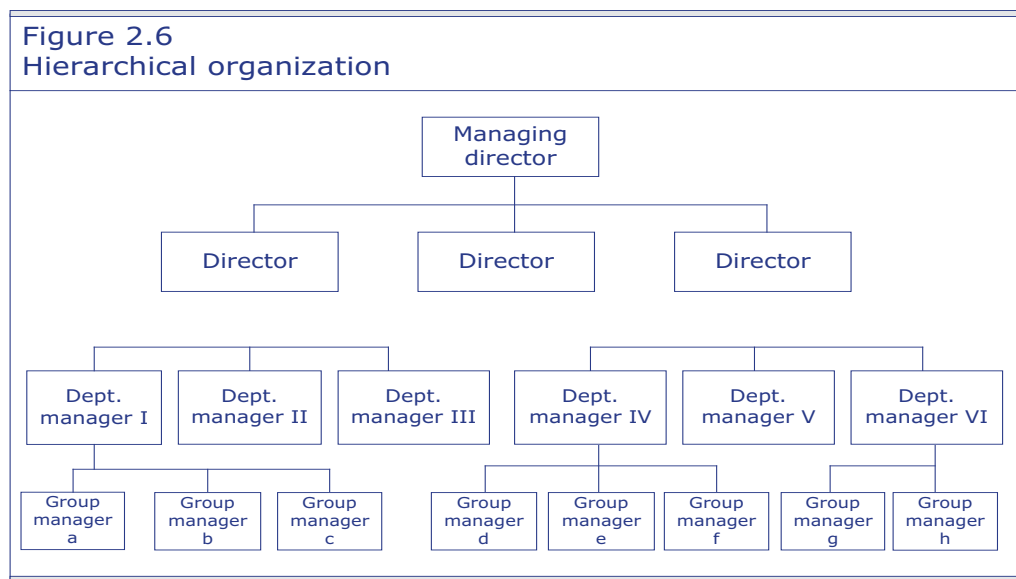 Figure 2.6
Hierarchical organization
Managing
director
Director
Director
Director
Dept.
manager I
Dept.
manager II
Dept.
manager III
Dept.
manager IV
Dept.
manager V
Dept.
manager VI
Group
manager
a
Group
manager
b
Group
manager
c
Group
manager
d
Group
manager
e
Group
manager
f
Group
manager
g
Group
manager
h